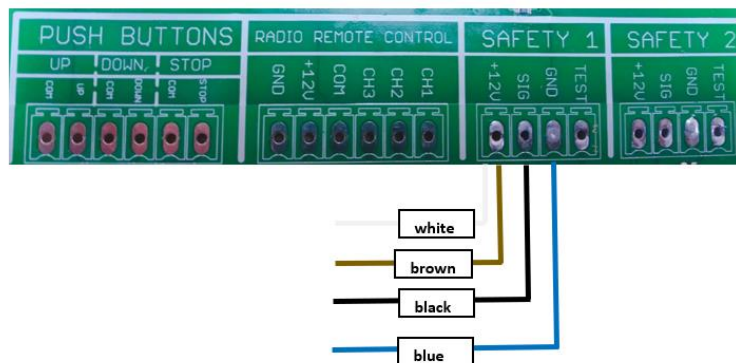 PUSH BUTTONS
UP DOWN STOP
COM UP COM DOWN COM STOP
RADIO REMOTE CONTROL
GND +12V COM CH3 CH2 CH1
SAFETY 1
+12V SIG GND TEST
SAFETY 2
+12V SIG GND TEST
white
brown
black
blue